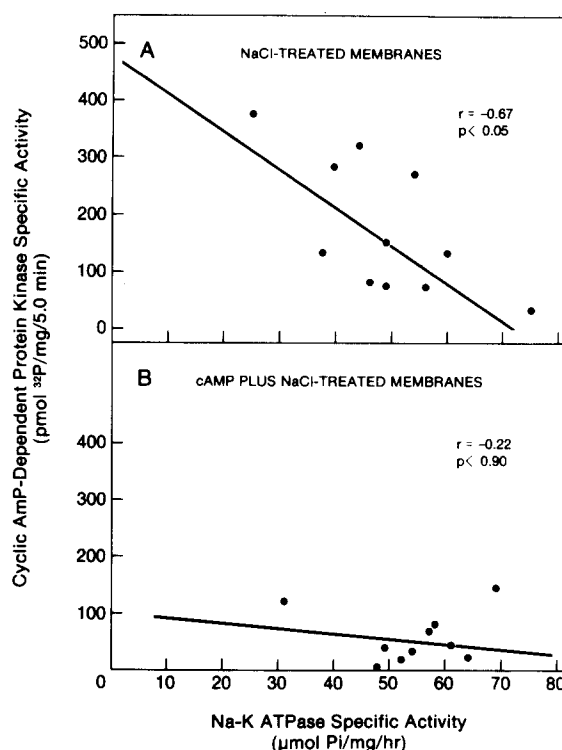 A
NaCl-TREATED MEMBRANES
r = -0.67
p< 0.05
500
400
300
200
100
0
B
cAMP PLUS NaCl-TREATED MEMBRANES
r = -0.22
p< 0.90
400
300
200
100
0
10
20
30
40
50
60
70
80
Cyclic AmP-Dependent Protein Kinase Specific Activity
(pmol ³²P/mg/5.0 min)
Na-K ATPase Specific Activity
(μmol Pi/mg/hr)